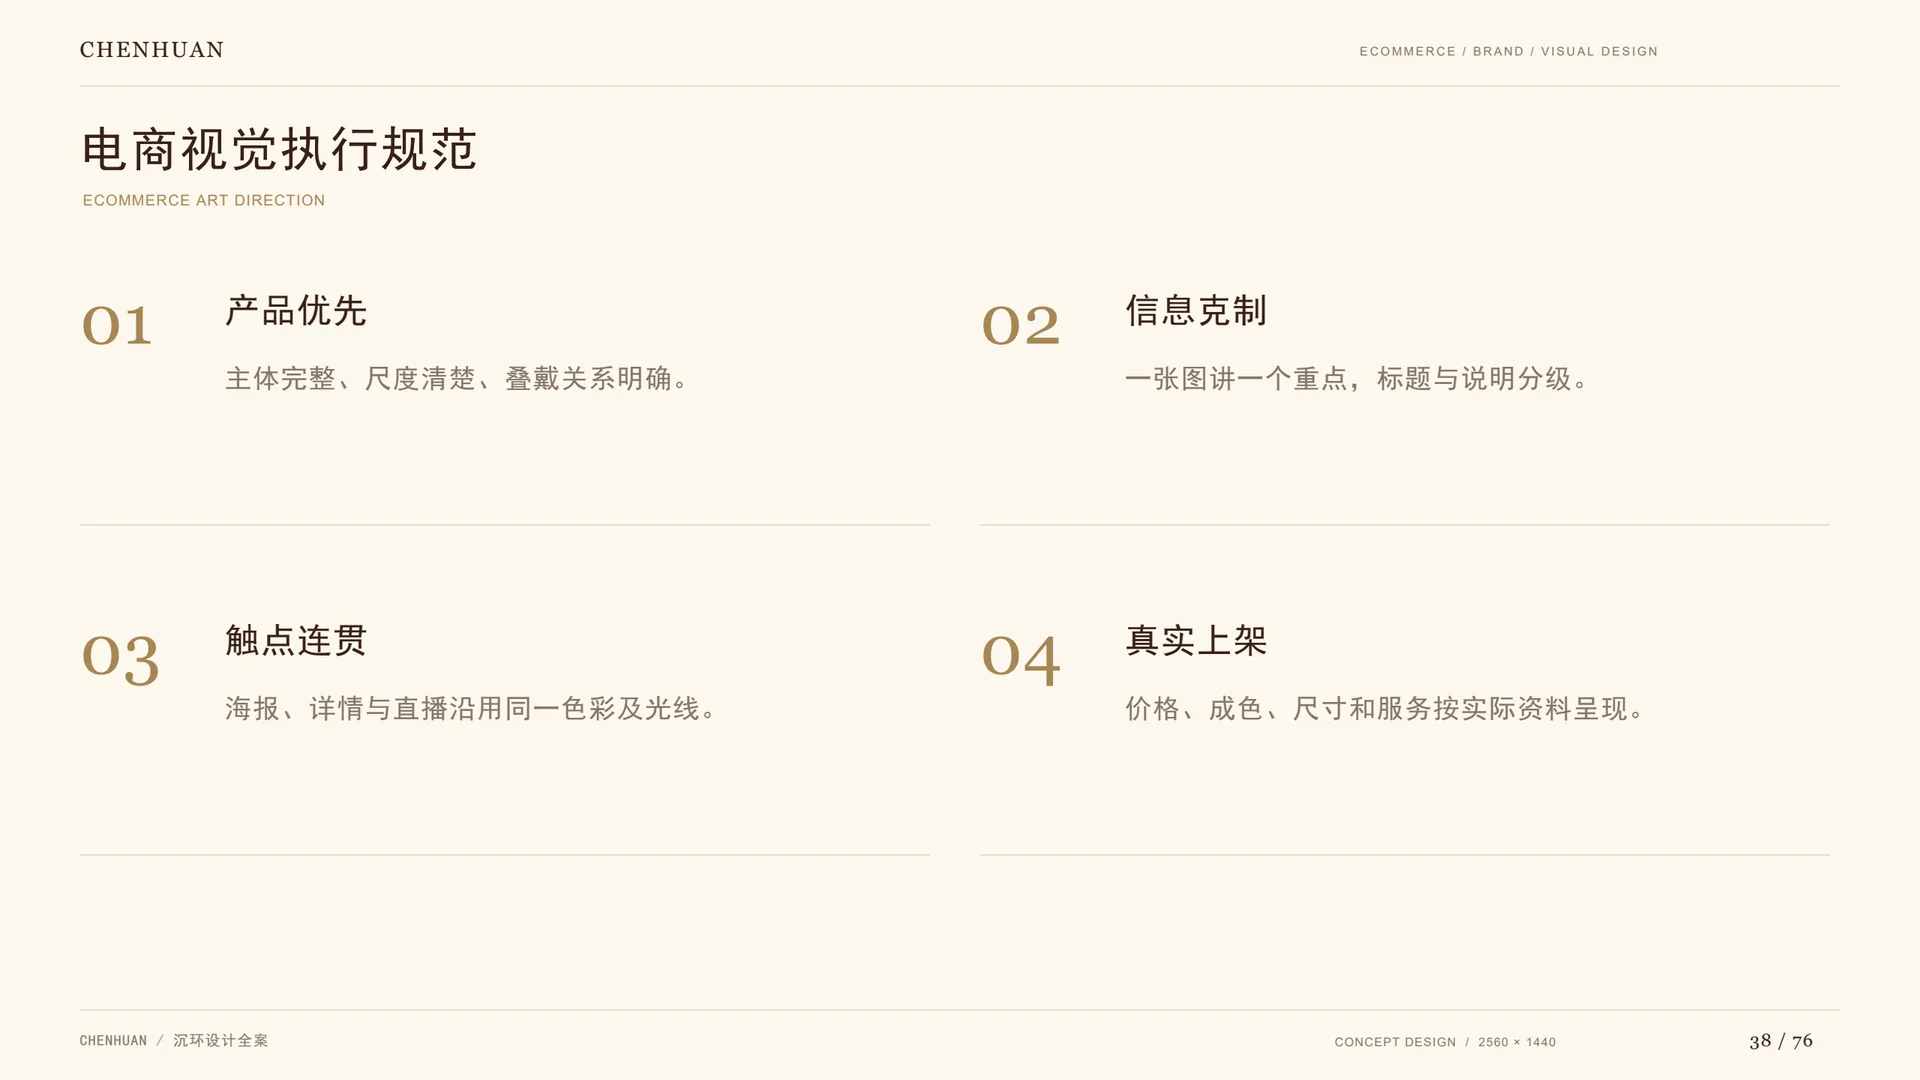 CHENHUAN
ECOMMERCE / BRAND / VISUAL DESIGN
电商视觉执行规范
ECOMMERCE ART DIRECTION
01
产品优先
主体完整、尺度清楚、叠戴关系明确。
02
信息克制
一张图讲一个重点，标题与说明分级。
03
触点连贯
海报、详情与直播沿用同一色彩及光线。
04
真实上架
价格、成色、尺寸和服务按实际资料呈现。
CHENHUAN / 沉环设计全案
CONCEPT DESIGN / 2560 × 1440
38 / 76